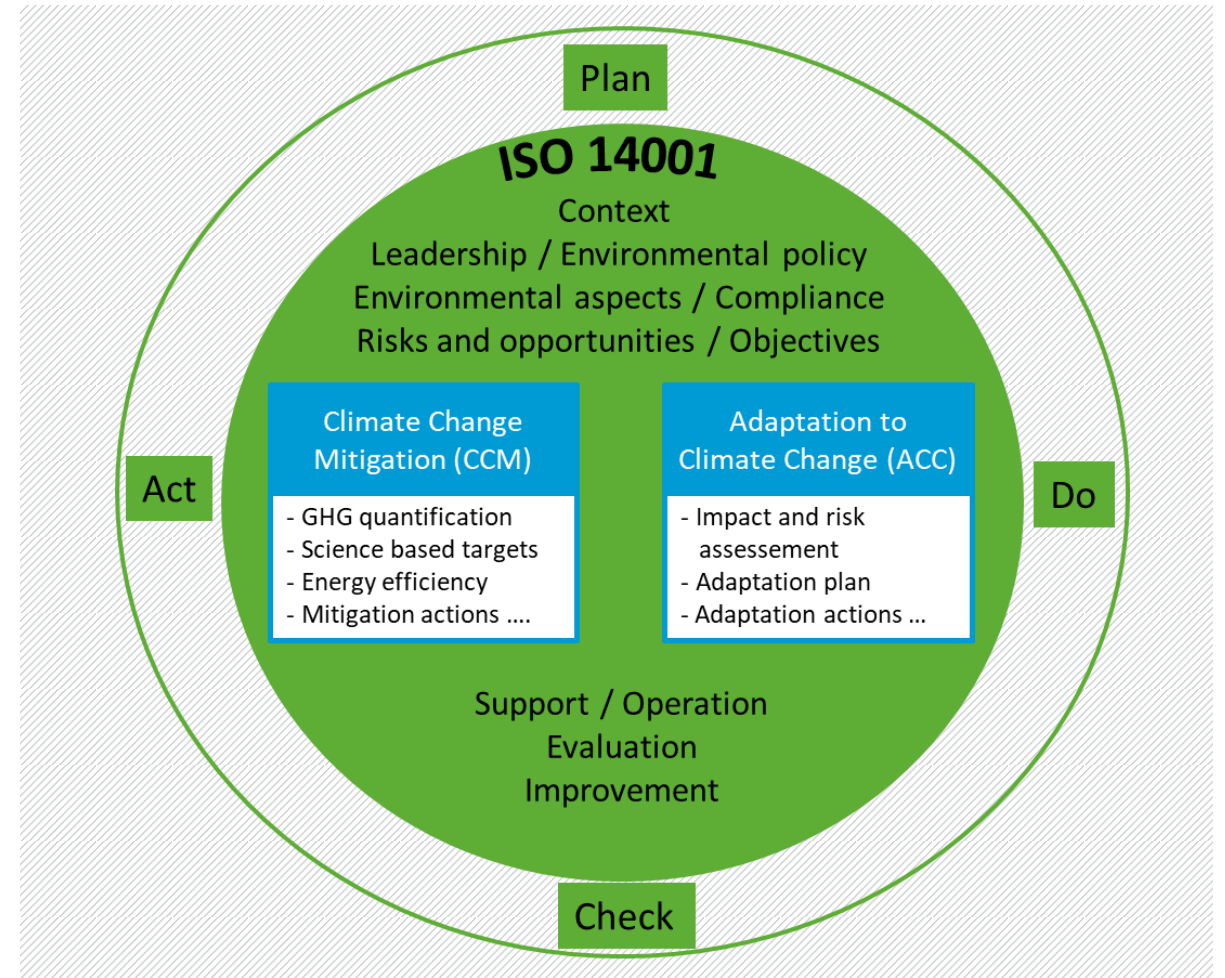 Plan
ISO 14001
Context
Leadership / Environmental policy
Environmental aspects / Compliance
Risks and opportunities / Objectives
Climate Change
Mitigation (CCM)
- GHG quantification
- Science based targets
- Energy efficiency
- Mitigation actions ....
Adaptation to
Climate Change (ACC)
- Impact and risk
assessement
- Adaptation plan
- Adaptation actions ...
Act
Do
Support / Operation
Evaluation
Improvement
Check